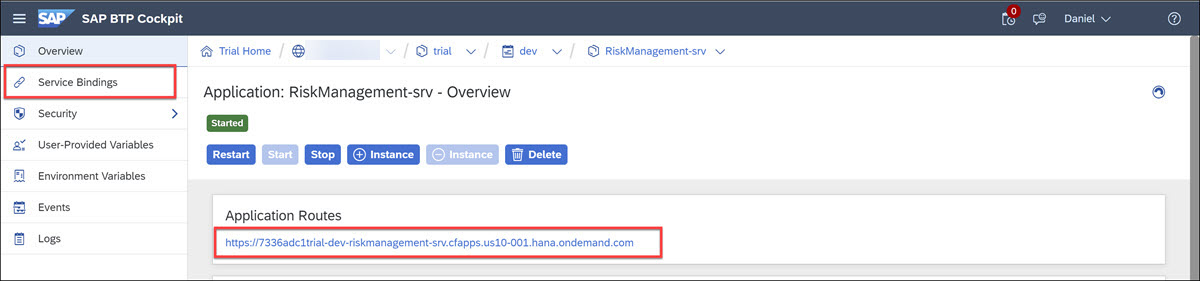 SAP SAP BTP Cockpit 0 Daniel
Overview
Service Bindings
Security
User-Provided Variables
Environment Variables
Events
Logs
Trial Home / / trial / dev / RiskManagement-srv
Application: RiskManagement-srv - Overview
Started
Restart Start Stop Instance Instance Delete
Application Routes
https://7336adc1trial-dev-riskmanagement-srv.cfapps.us10-001.hana.ondemand.com